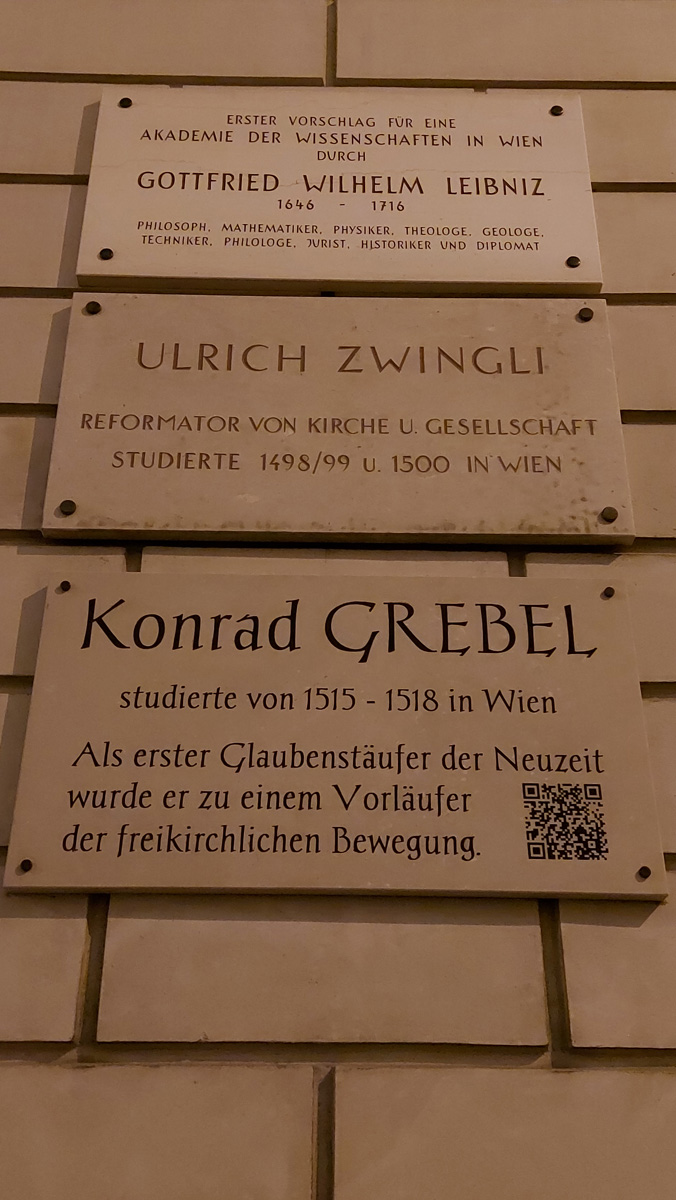 ERSTER VORSCHLAG FÜR EINE
AKADEMIE DER WISSENSCHAFTEN IN WIEN
DURCH
GOTTFRIED WILHELM LEIBNIZ
1646 - 1716
PHILOSOPH, MATHEMATIKER, PHYSIKER, THEOLOGE, GEOLOGE,
TECHNIKER, PHILOLOGE, JURIST, HISTORIKER UND DIPLOMAT
ULRICH ZWINGLI
REFORMATOR VON KIRCHE U. GESELLSCHAFT
STUDIERTE 1498/99 U. 1500 IN WIEN
Konrad GREBEL
studierte von 1515 - 1518 in Wien
Als erster Glaubenstäufer der Neuzeit
wurde er zu einem Vorläufer
der freikirchlichen Bewegung.